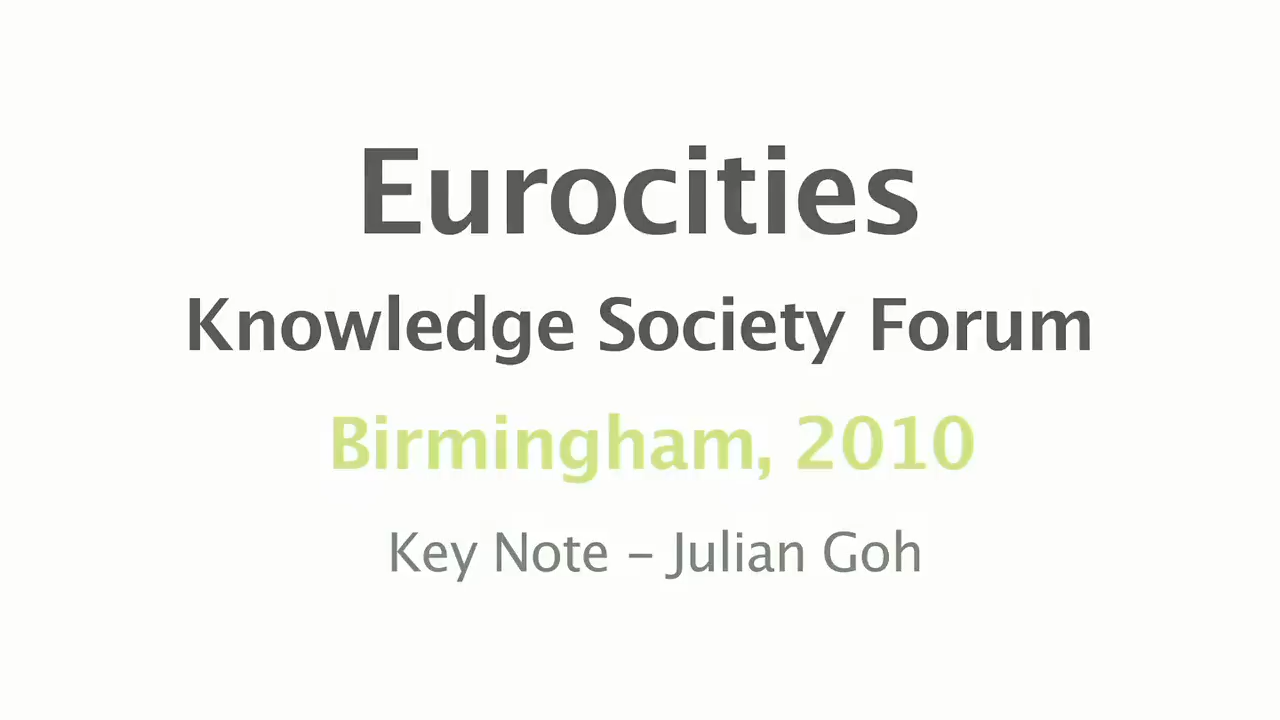 Eurocities
Knowledge Society Forum
Birmingham, 2010
Key Note – Julian Goh